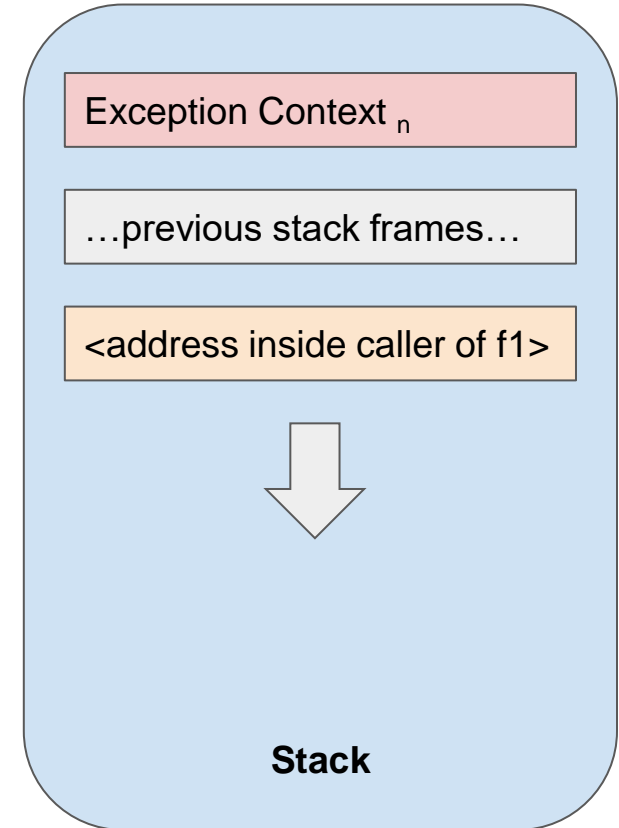 Exception Context n
…previous stack frames…
<address inside caller of f1>
Stack